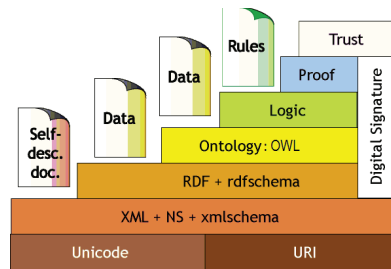 Trust
Rules
Proof
Data
Digital Signature
Logic
Data
Ontology: OWL
Self-
desc.
doc.
RDF + rdfschema
XML + NS + xmlschema
Unicode
URI